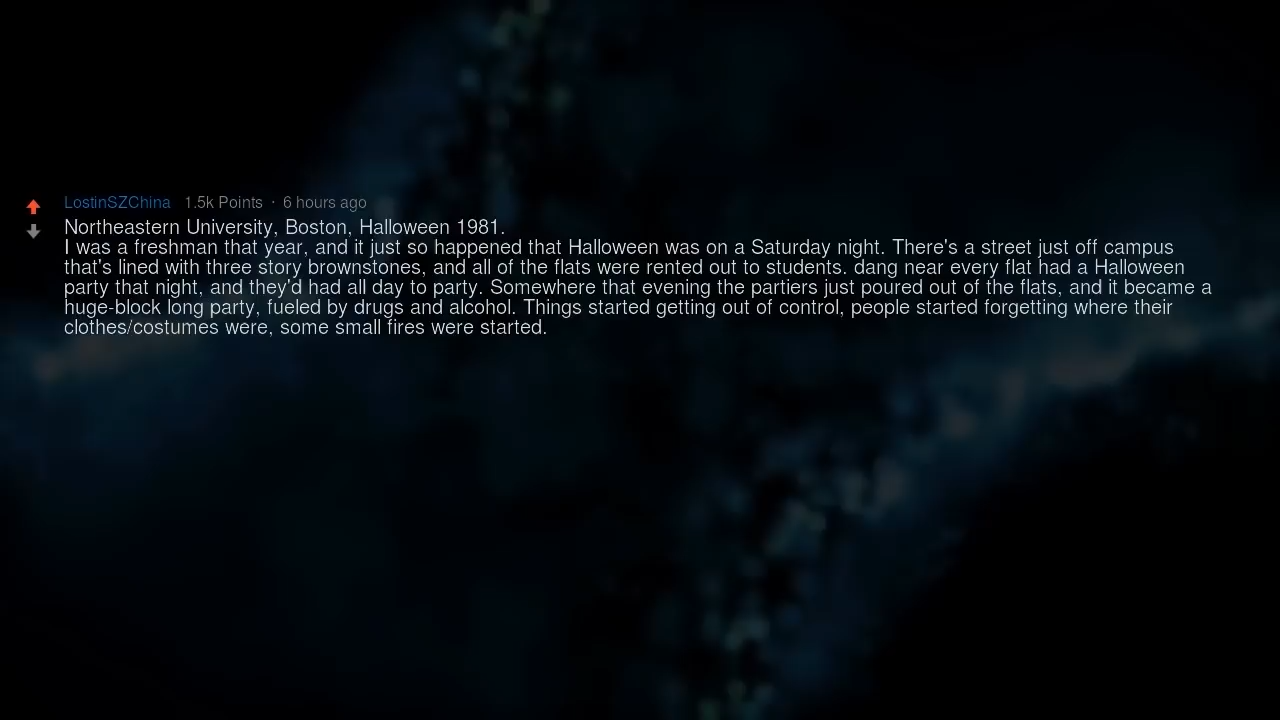 LostinSZChina 1.5k Points · 6 hours ago
Northeastern University, Boston, Halloween 1981.
I was a freshman that year, and it just so happened that Halloween was on a Saturday night. There's a street just off campus
that's lined with three story brownstones, and all of the flats were rented out to students. dang near every flat had a Halloween
party that night, and they'd had all day to party. Somewhere that evening the partiers just poured out of the flats, and it became a
huge-block long party, fueled by drugs and alcohol. Things started getting out of control, people started forgetting where their
clothes/costumes were, some small fires were started.